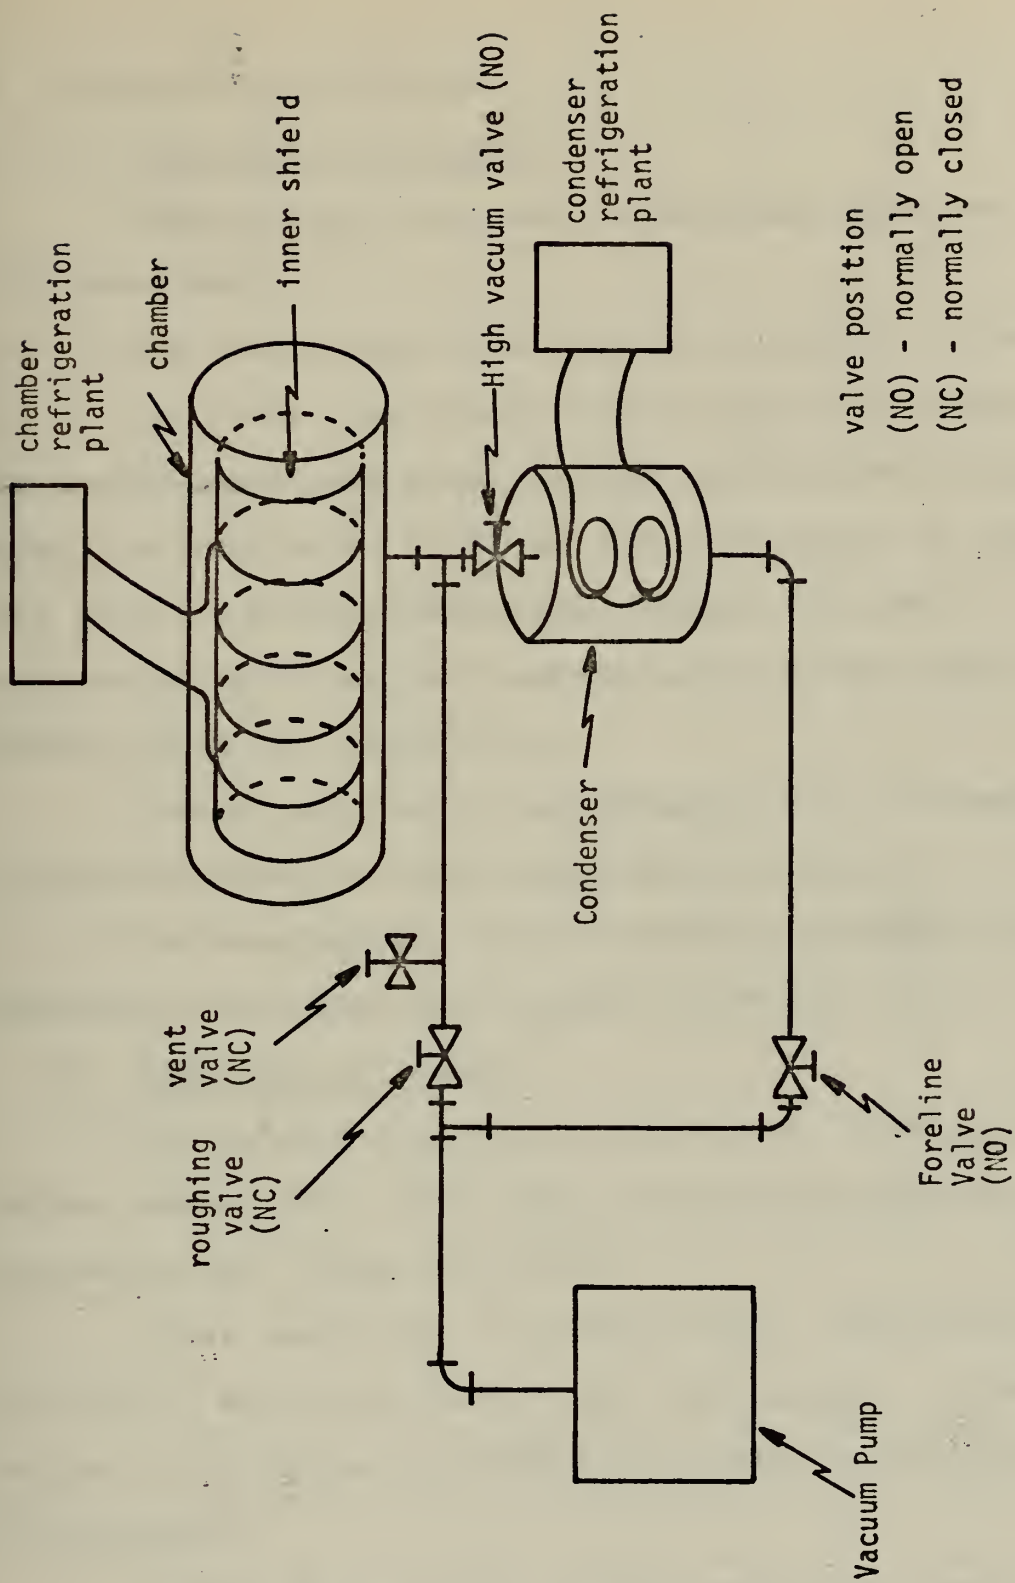 chamber
refrigeration
plant
chamber
inner shield
High vacuum valve (NO)
condenser
refrigeration
plant
vent
valve
(NC)
roughing
valve
(NC)
Condenser
Foreline
Valve
(NO)
Vacuum Pump
valve position
(NO) - normally open
(NC) - normally closed